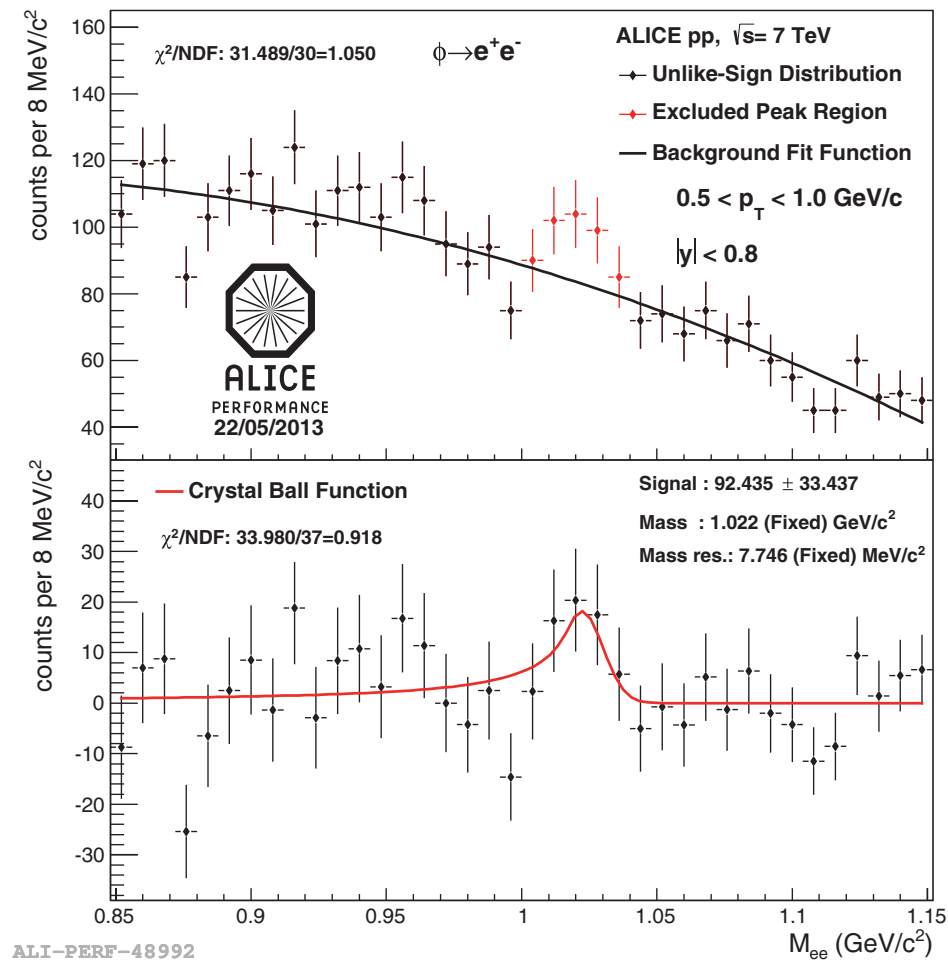 counts per 8 MeV/c²
160
140
120
100
80
60
40
χ²/NDF: 31.489/30=1.050
ϕ→e⁺e⁻
ALICE pp, √s= 7 TeV
Unlike-Sign Distribution
Excluded Peak Region
Background Fit Function
0.5 < p_T < 1.0 GeV/c
|y| < 0.8
ALICE
PERFORMANCE
22/05/2013
counts per 8 MeV/c²
40
30
20
10
0
-10
-20
-30
Crystal Ball Function
χ²/NDF: 33.980/37=0.918
Signal : 92.435 ± 33.437
Mass : 1.022 (Fixed) GeV/c²
Mass res.: 7.746 (Fixed) MeV/c²
0.85 0.9 0.95 1 1.05 1.1 1.15
M_ee (GeV/c²)
ALI-PERF-48992